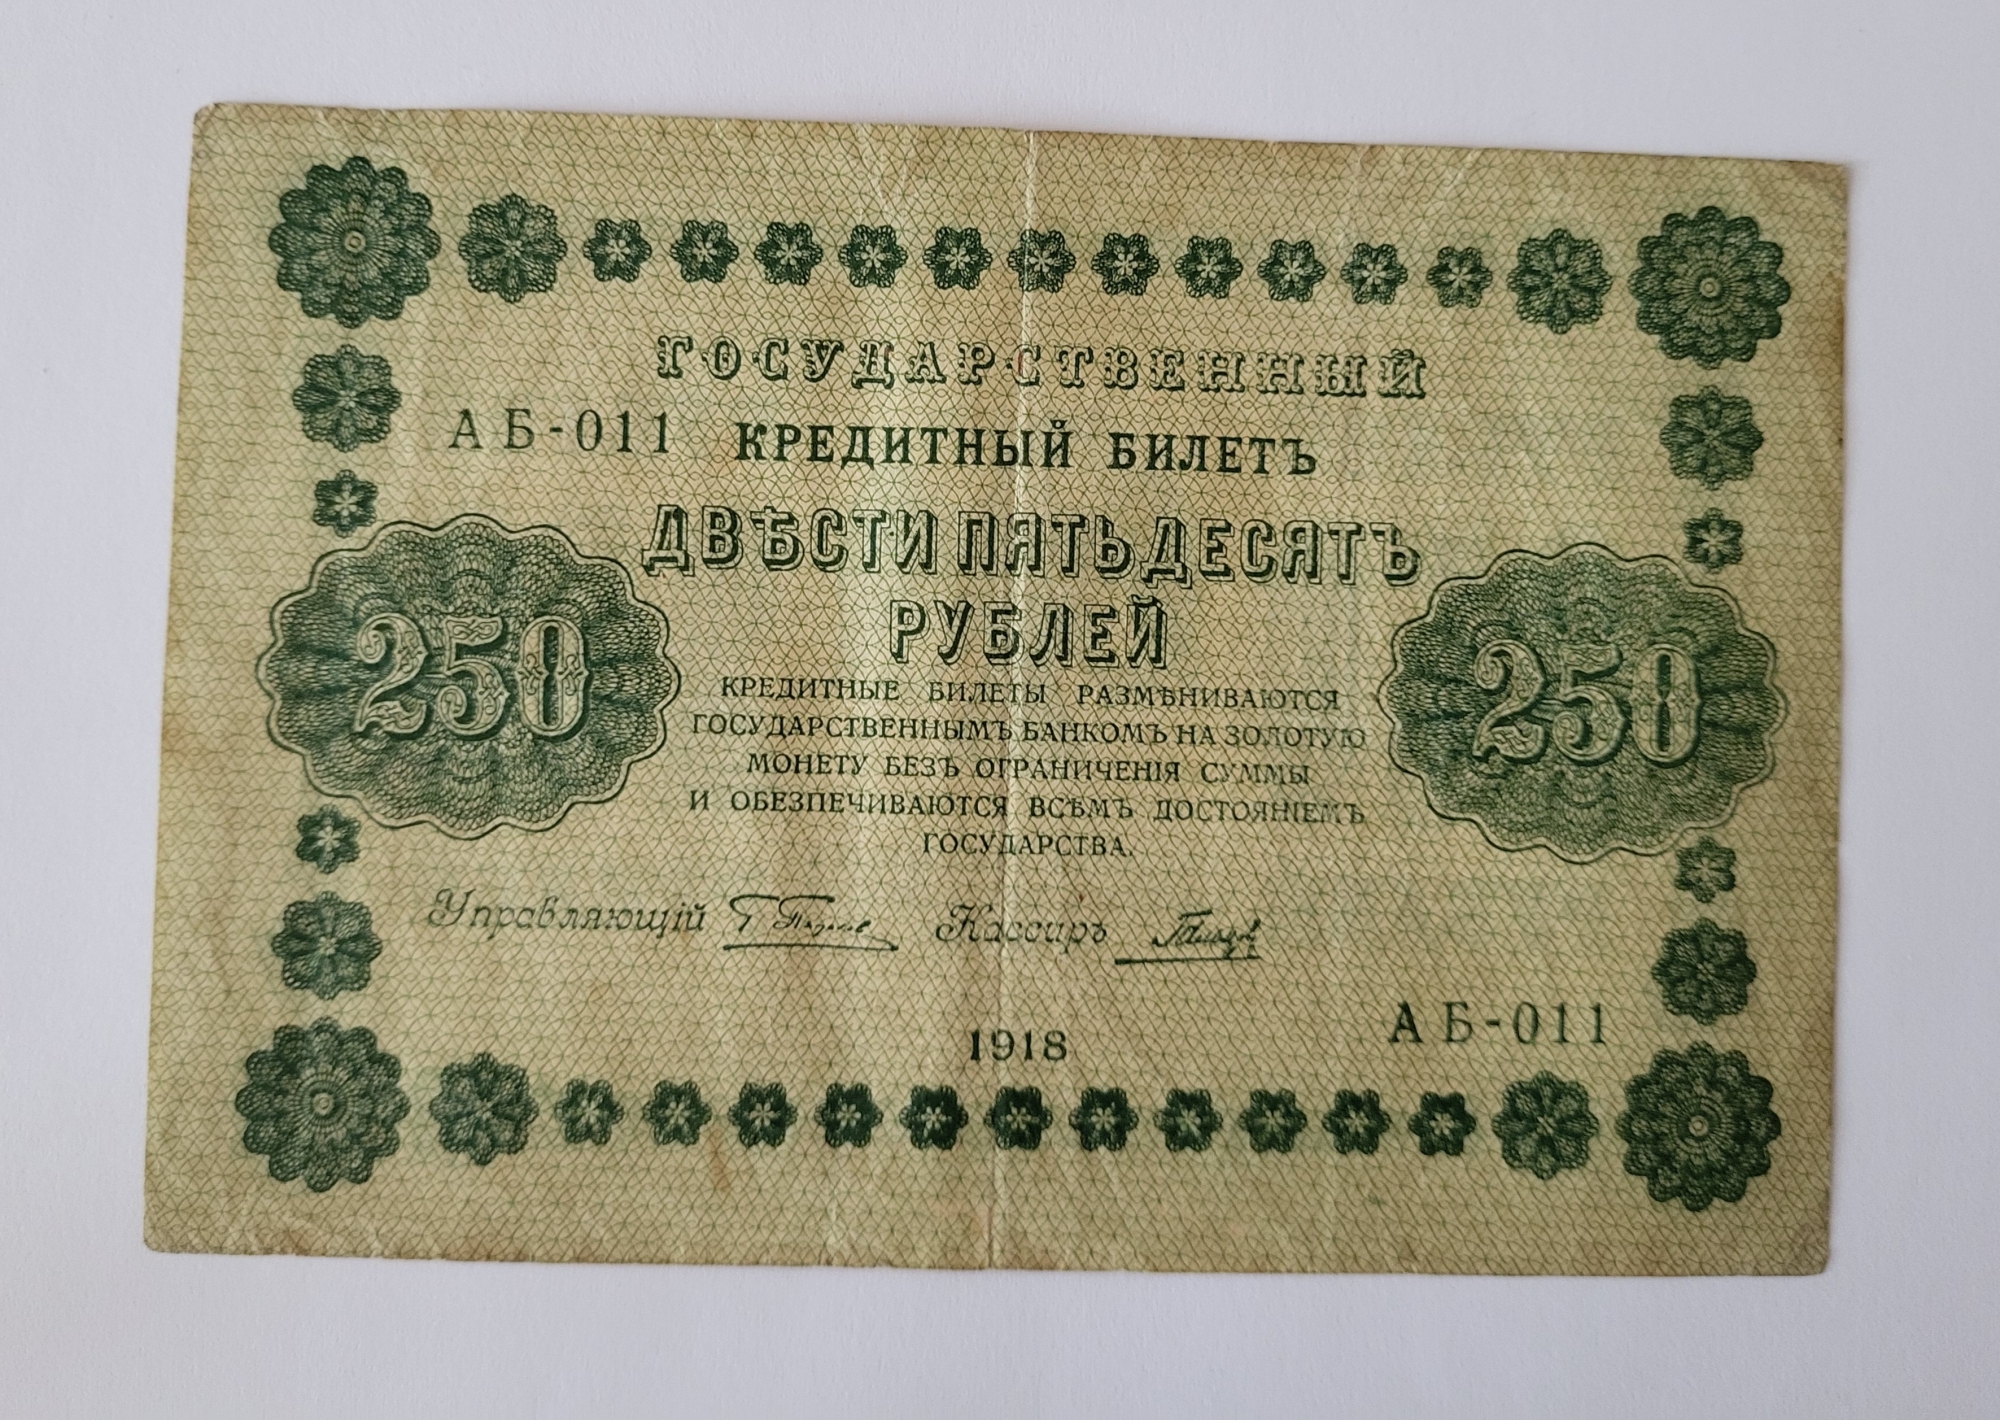 ГОСУДАРСТВЕННЫЙ
АБ-011 КРЕДИТНЫЙ БИЛЕТЪ
ДВѢСТИ ПЯТЬДЕСЯТЪ
РУБЛЕЙ
250
250
КРЕДИТНЫЕ БИЛЕТЫ РАЗМѢНИВАЮТСЯ
ГОСУДАРСТВЕННЫМЪ БАНКОМЪ НА ЗОЛОТУЮ
МОНЕТУ БЕЗЪ ОГРАНИЧЕНІЯ СУММЫ
И ОБЕЗПЕЧИВАЮТСЯ ВСѢМЪ ДОСТОЯНІЕМЪ
ГОСУДАРСТВА.
Управляющій Кассиръ
АБ-011
1918